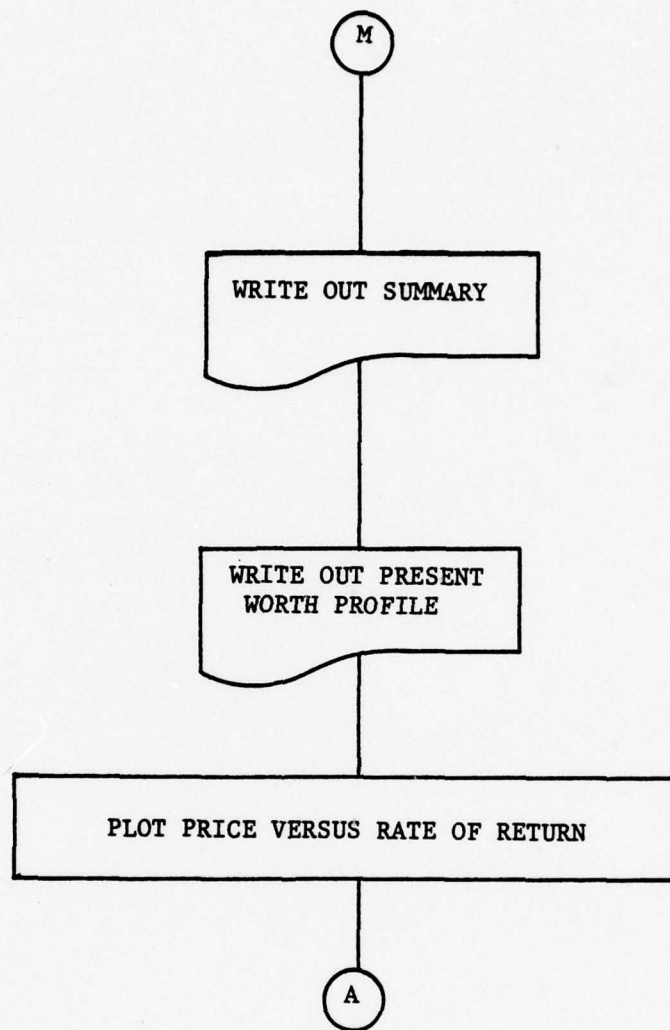 M
WRITE OUT SUMMARY
WRITE OUT PRESENT
WORTH PROFILE
PLOT PRICE VERSUS RATE OF RETURN
A